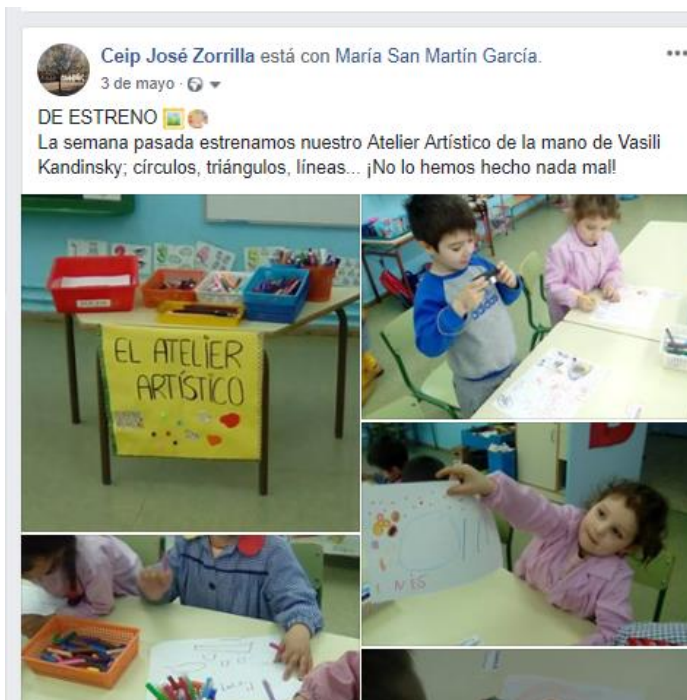 Ceip José Zorrilla está con María San Martín García.
3 de mayo ·
DE ESTRENO
La semana pasada estrenamos nuestro Atelier Artístico de la mano de Vasili
Kandinsky; círculos, triángulos, líneas... ¡No lo hemos hecho nada mal!
EL ATELIER
ARTÍSTICO
adidas